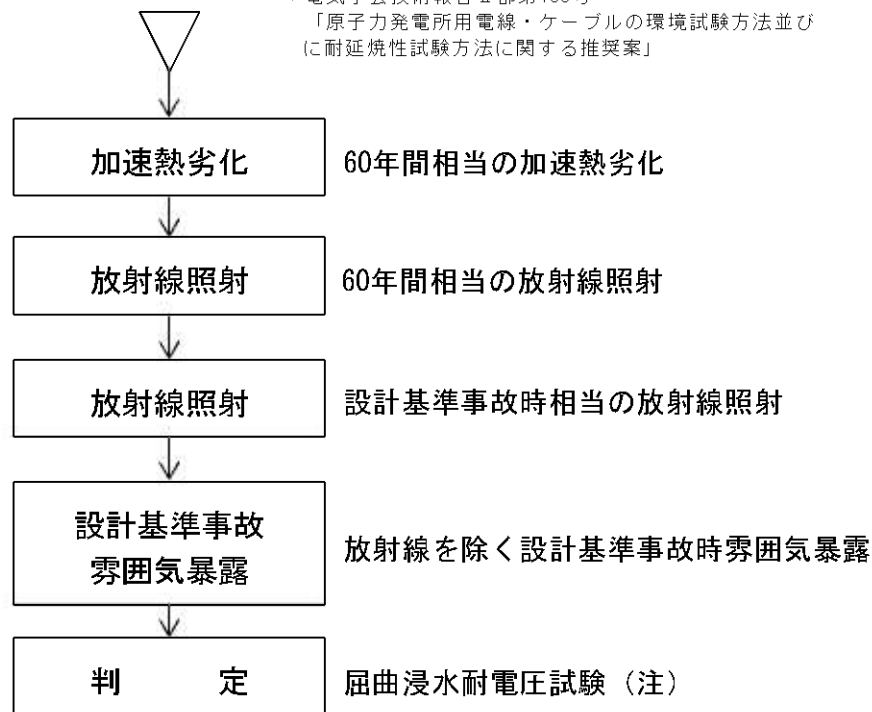 「原子力発電所用電線・ケーブルの環境試験方法並び
に耐延焼性試験方法に関する推奨案」
加速熱劣化
60年間相当の加速熱劣化
放射線照射
60年間相当の放射線照射
放射線照射
設計基準事故時相当の放射線照射
設計基準事故
雰囲気暴露
放射線を除く設計基準事故時雰囲気暴露
判　　　定
屈曲浸水耐電圧試験（注）